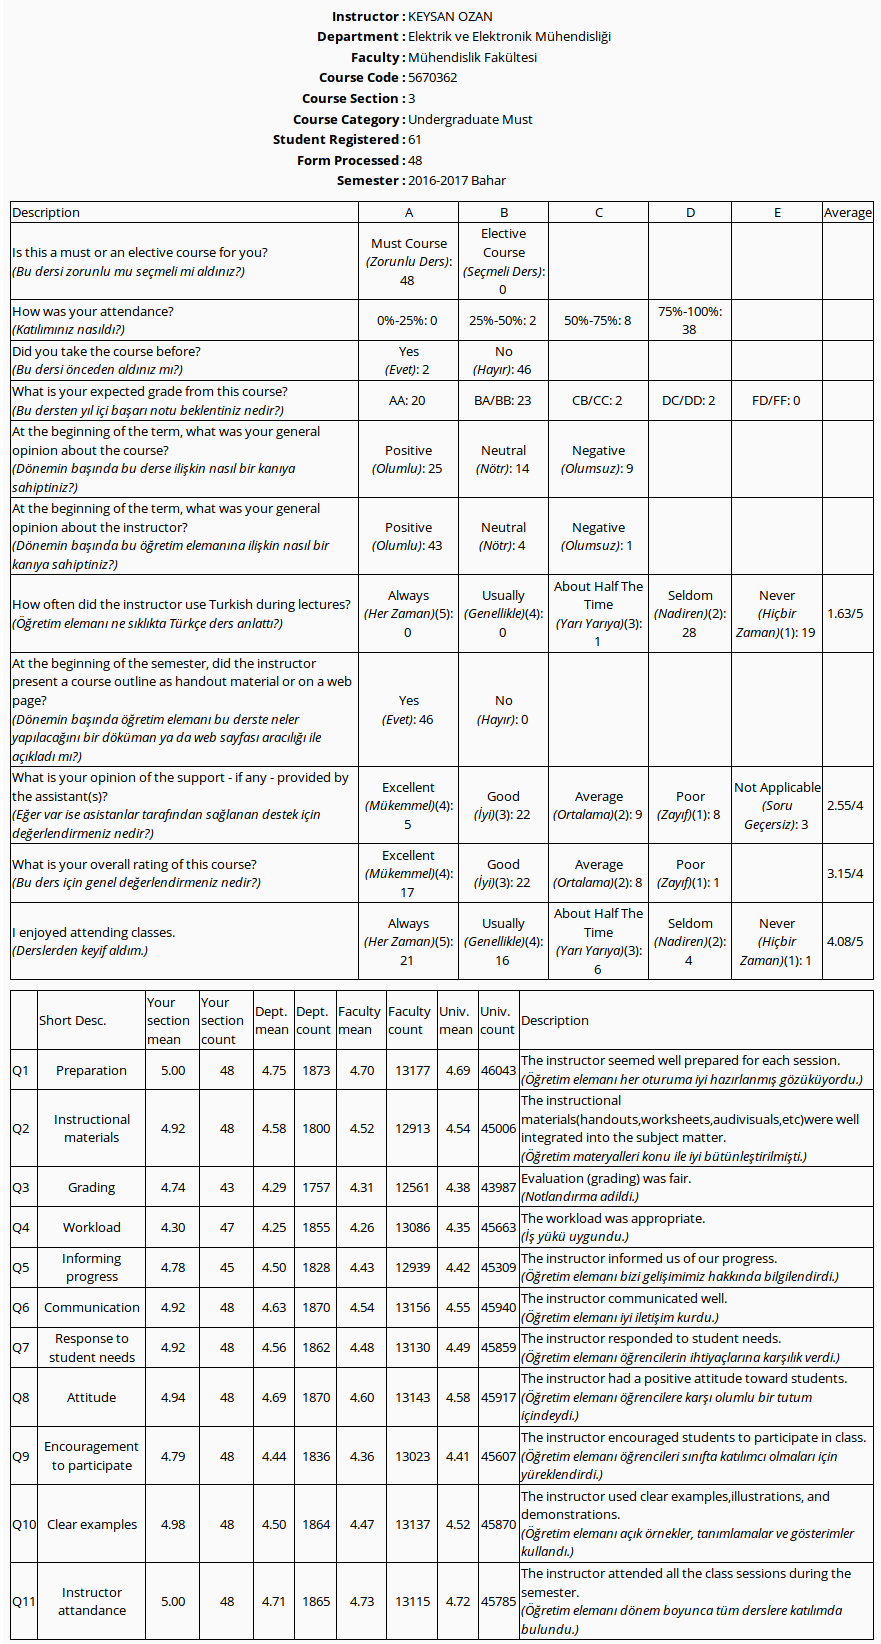 Instructor : KEYSAN OZAN
Department : Elektrik ve Elektronik Mühendisliği
Faculty : Mühendislik Fakültesi
Course Code : 5670362
Course Section : 3
Course Category : Undergraduate Must
Student Registered : 61
Form Processed : 48
Semester : 2016-2017 Bahar
Description A B C D E Average
Is this a must or an elective course for you?
(Bu dersi zorunlu mu seçmeli mi aldınız?)
Must Course
(Zorunlu Ders):
48
Elective
Course
(Seçmeli Ders):
0
How was your attendance?
(Katılımınız nasıldı?)
0%-25%: 0
25%-50%: 2
50%-75%: 8
75%-100%:
38
Did you take the course before?
(Bu dersi önceden aldınız mı?)
Yes
(Evet): 2
No
(Hayır): 46
What is your expected grade from this course?
(Bu dersten yıl içi başarı notu beklentiniz nedir?)
AA: 20
BA/BB: 23
CB/CC: 2
DC/DD: 2
FD/FF: 0
At the beginning of the term, what was your general
opinion about the course?
(Dönemin başında bu derse ilişkin nasıl bir kanıya
sahiptiniz?)
Positive
(Olumlu): 25
Neutral
(Nötr): 14
Negative
(Olumsuz): 9
At the beginning of the term, what was your general
opinion about the instructor?
(Dönemin başında bu öğretim elemanına ilişkin nasıl bir
kanıya sahiptiniz?)
Positive
(Olumlu): 43
Neutral
(Nötr): 4
Negative
(Olumsuz): 1
How often did the instructor use Turkish during lectures?
(Öğretim elemanı ne sıklıkta Türkçe ders anlattı?)
Always
(Her Zaman)(5):
0
Usually
(Genellikle)(4):
0
About Half The
Time
(Yarı Yarıya)(3):
1
Seldom
(Nadiren)(2):
28
Never
(Hiçbir
Zaman)(1): 19
1.63/5
At the beginning of the semester, did the instructor
present a course outline as handout material or on a web
page?
(Dönemin başında öğretim elemanı bu derste neler
yapılacağını bir döküman ya da web sayfası aracılığı ile
açıkladı mı?)
Yes
(Evet): 46
No
(Hayır): 0
What is your opinion of the support - if any - provided by
the assistant(s)?
(Eğer var ise asistanlar tarafından sağlanan destek için
değerlendirmeniz nedir?)
Excellent
(Mükemmel)(4):
5
Good
(İyi)(3): 22
Average
(Ortalama)(2): 9
Poor
(Zayıf)(1): 8
Not Applicable
(Soru
Geçersiz): 3
2.55/4
What is your overall rating of this course?
(Bu ders için genel değerlendirmeniz nedir?)
Excellent
(Mükemmel)(4):
17
Good
(İyi)(3): 22
Average
(Ortalama)(2): 8
Poor
(Zayıf)(1): 1
3.15/4
I enjoyed attending classes.
(Derslerden keyif aldım.)
Always
(Her Zaman)(5):
21
Usually
(Genellikle)(4):
16
About Half The
Time
(Yarı Yarıya)(3):
6
Seldom
(Nadiren)(2):
4
Never
(Hiçbir
Zaman)(1): 1
4.08/5
Short Desc.
Your
section
mean
Your
section
count
Dept.
mean
Dept.
count
Faculty
mean
Faculty
count
Univ.
mean
Univ.
count
Description
Q1 Preparation 5.00 48 4.75 1873 4.70 13177 4.69 46043
The instructor seemed well prepared for each session.
(Öğretim elemanı her oturuma iyi hazırlanmış gözüküyordu.)
Q2 Instructional
materials 4.92 48 4.58 1800 4.52 12913 4.54 45006
The instructional
materials(handouts,worksheets,audivisuals,etc)were well
integrated into the subject matter.
(Öğretim materyalleri konu ile iyi bütünleştirilmişti.)
Q3 Grading 4.74 43 4.29 1757 4.31 12561 4.38 43987
Evaluation (grading) was fair.
(Notlandırma adildi.)
Q4 Workload 4.30 47 4.25 1855 4.26 13086 4.35 45663
The workload was appropriate.
(İş yükü uygundu.)
Q5 Informing
progress 4.78 45 4.50 1828 4.43 12939 4.42 45309
The instructor informed us of our progress.
(Öğretim elemanı bizi gelişimimiz hakkında bilgilendirdi.)
Q6 Communication 4.92 48 4.63 1870 4.54 13156 4.55 45940
The instructor communicated well.
(Öğretim elemanı iyi iletişim kurdu.)
Q7 Response to
student needs 4.92 48 4.56 1862 4.48 13130 4.49 45859
The instructor responded to student needs.
(Öğretim elemanı öğrencilerin ihtiyaçlarına karşılık verdi.)
Q8 Attitude 4.94 48 4.69 1870 4.60 13143 4.58 45917
The instructor had a positive attitude toward students.
(Öğretim elemanı öğrencilere karşı olumlu bir tutum
içindeydi.)
Q9 Encouragement
to participate 4.79 48 4.44 1836 4.36 13023 4.41 45607
The instructor encouraged students to participate in class.
(Öğretim elemanı öğrencileri sınıfta katılımcı olmaları için
yüreklendirdi.)
Q10 Clear examples 4.98 48 4.50 1864 4.47 13137 4.52 45870
The instructor used clear examples,illustrations, and
demonstrations.
(Öğretim elemanı açık örnekler, tanımlamalar ve gösterimler
kullandı.)
Q11 Instructor
attandance 5.00 48 4.71 1865 4.73 13115 4.72 45785
The instructor attended all the class sessions during the
semester.
(Öğretim elemanı dönem boyunca tüm derslere katılımda
bulundu.)